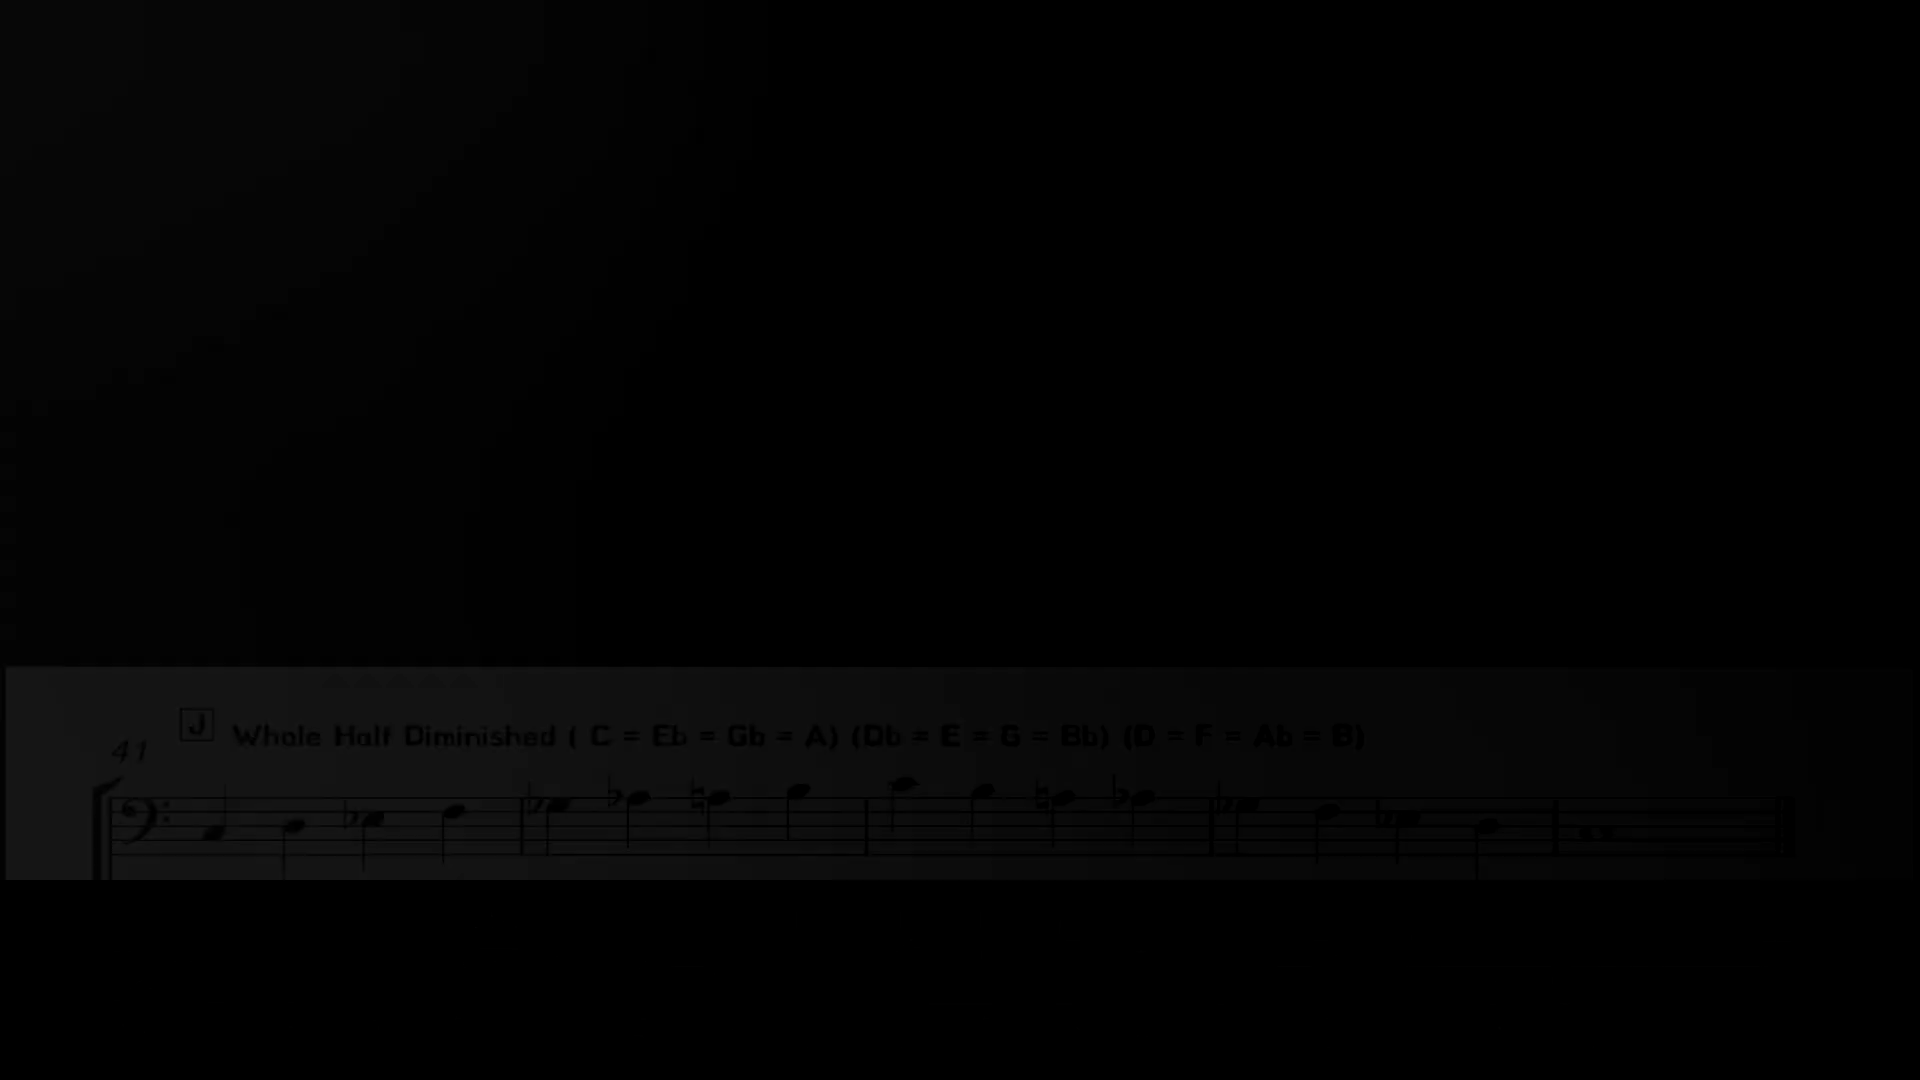 J Whole Half Diminished ( C = Eb = Gb = A) (Db = E = G = Bb) (D = F = Ab = B)
41